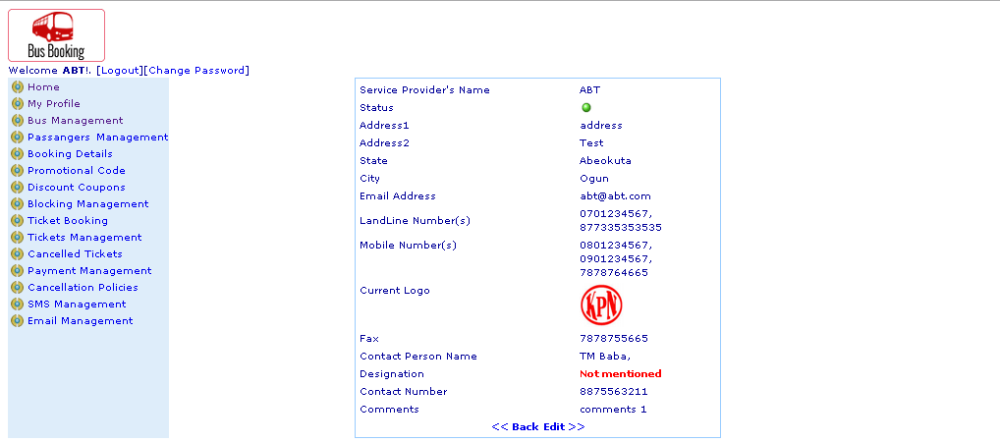 Bus Booking
Welcome ABT!. [Logout][Change Password]
Home
My Profile
Bus Management
Passangers Management
Booking Details
Promotional Code
Discount Coupons
Blocking Management
Ticket Booking
Tickets Management
Cancelled Tickets
Payment Management
Cancellation Policies
SMS Management
Email Management
Service Provider's Name ABT
Status
Address1 address
Address2 Test
State Abeokuta
City Ogun
Email Address abt@abt.com
LandLine Number(s) 0701234567,
877335353535
Mobile Number(s) 0801234567,
0901234567,
7878764665
Current Logo KPN
Fax 7878755665
Contact Person Name TM Baba,
Designation Not mentioned
Contact Number 8875563211
Comments comments 1
<< Back Edit >>